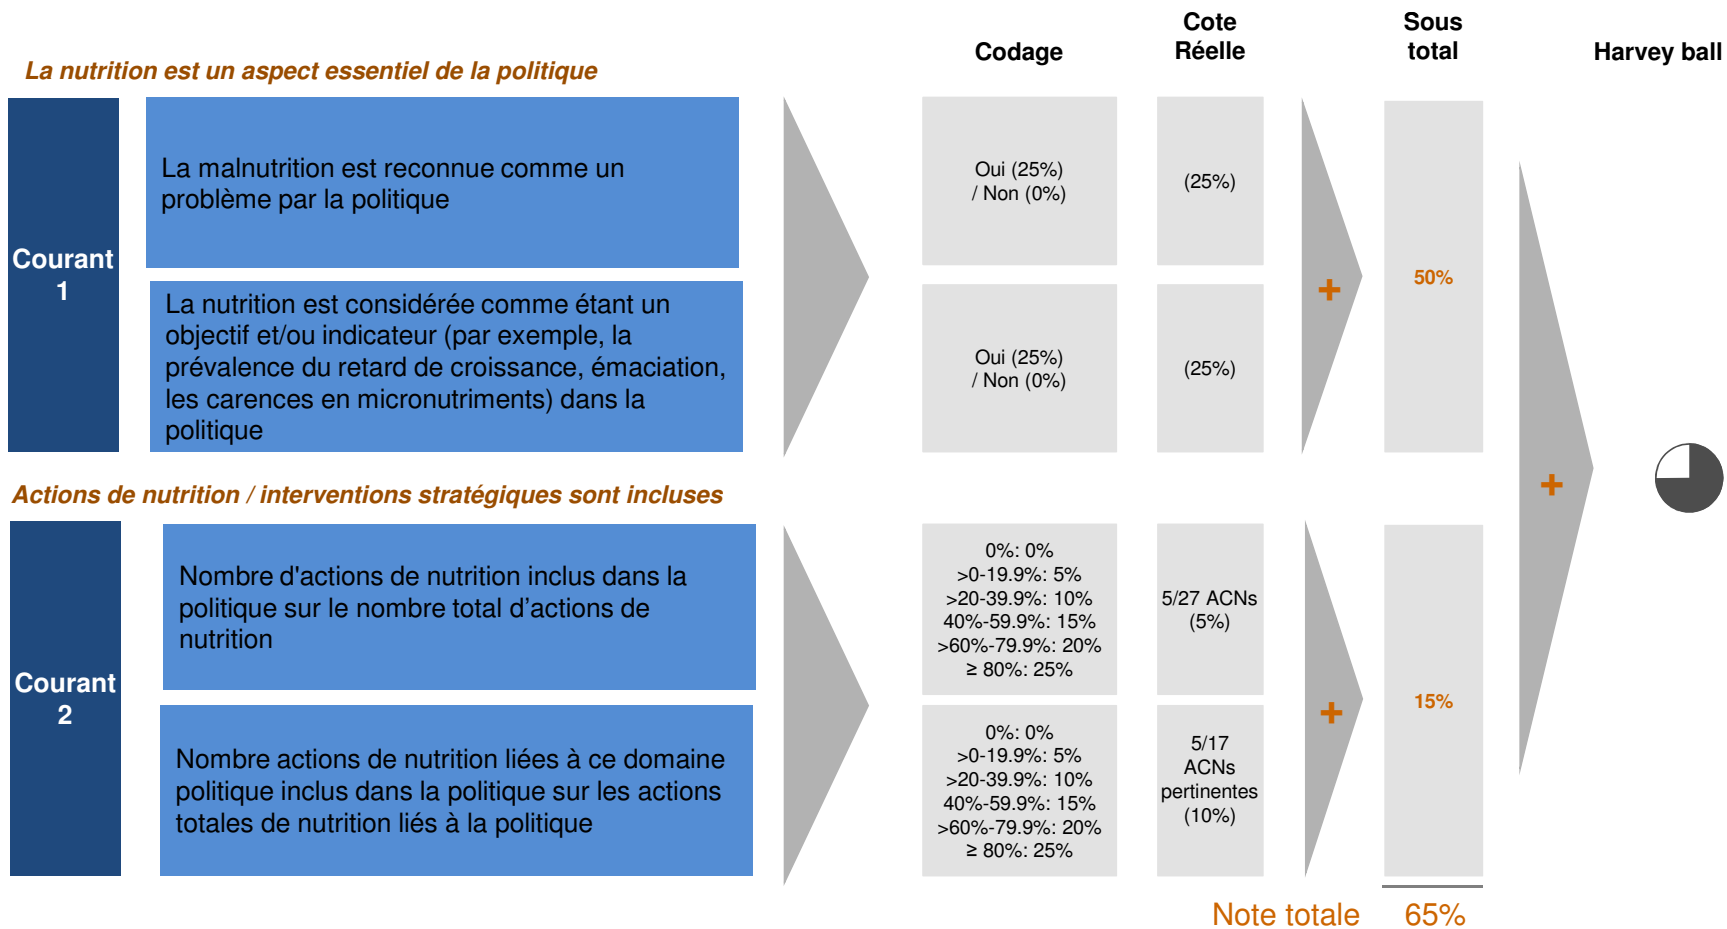 Codage
Cote
Réelle
Sous
total
Harvey ball
La nutrition est un aspect essentiel de la politique
Courant
1
La malnutrition est reconnue comme un
problème par la politique
Oui (25%)
/ Non (0%)
(25%)
La nutrition est considérée comme étant un
objectif et/ou indicateur (par exemple, la
prévalence du retard de croissance, émaciation,
les carences en micronutriments) dans la
politique
Oui (25%)
/ Non (0%)
(25%)
+
50%
+
Actions de nutrition / interventions stratégiques sont incluses
Courant
2
Nombre d'actions de nutrition inclus dans la
politique sur le nombre total d’actions de
nutrition
0%: 0%
>0-19.9%: 5%
>20-39.9%: 10%
40%-59.9%: 15%
>60%-79.9%: 20%
≥ 80%: 25%
5/27 ACNs
(5%)
Nombre actions de nutrition liées à ce domaine
politique inclus dans la politique sur les actions
totales de nutrition liés à la politique
0%: 0%
>0-19.9%: 5%
>20-39.9%: 10%
40%-59.9%: 15%
>60%-79.9%: 20%
≥ 80%: 25%
5/17
ACNs
pertinentes
(10%)
+
15%
Note totale 65%